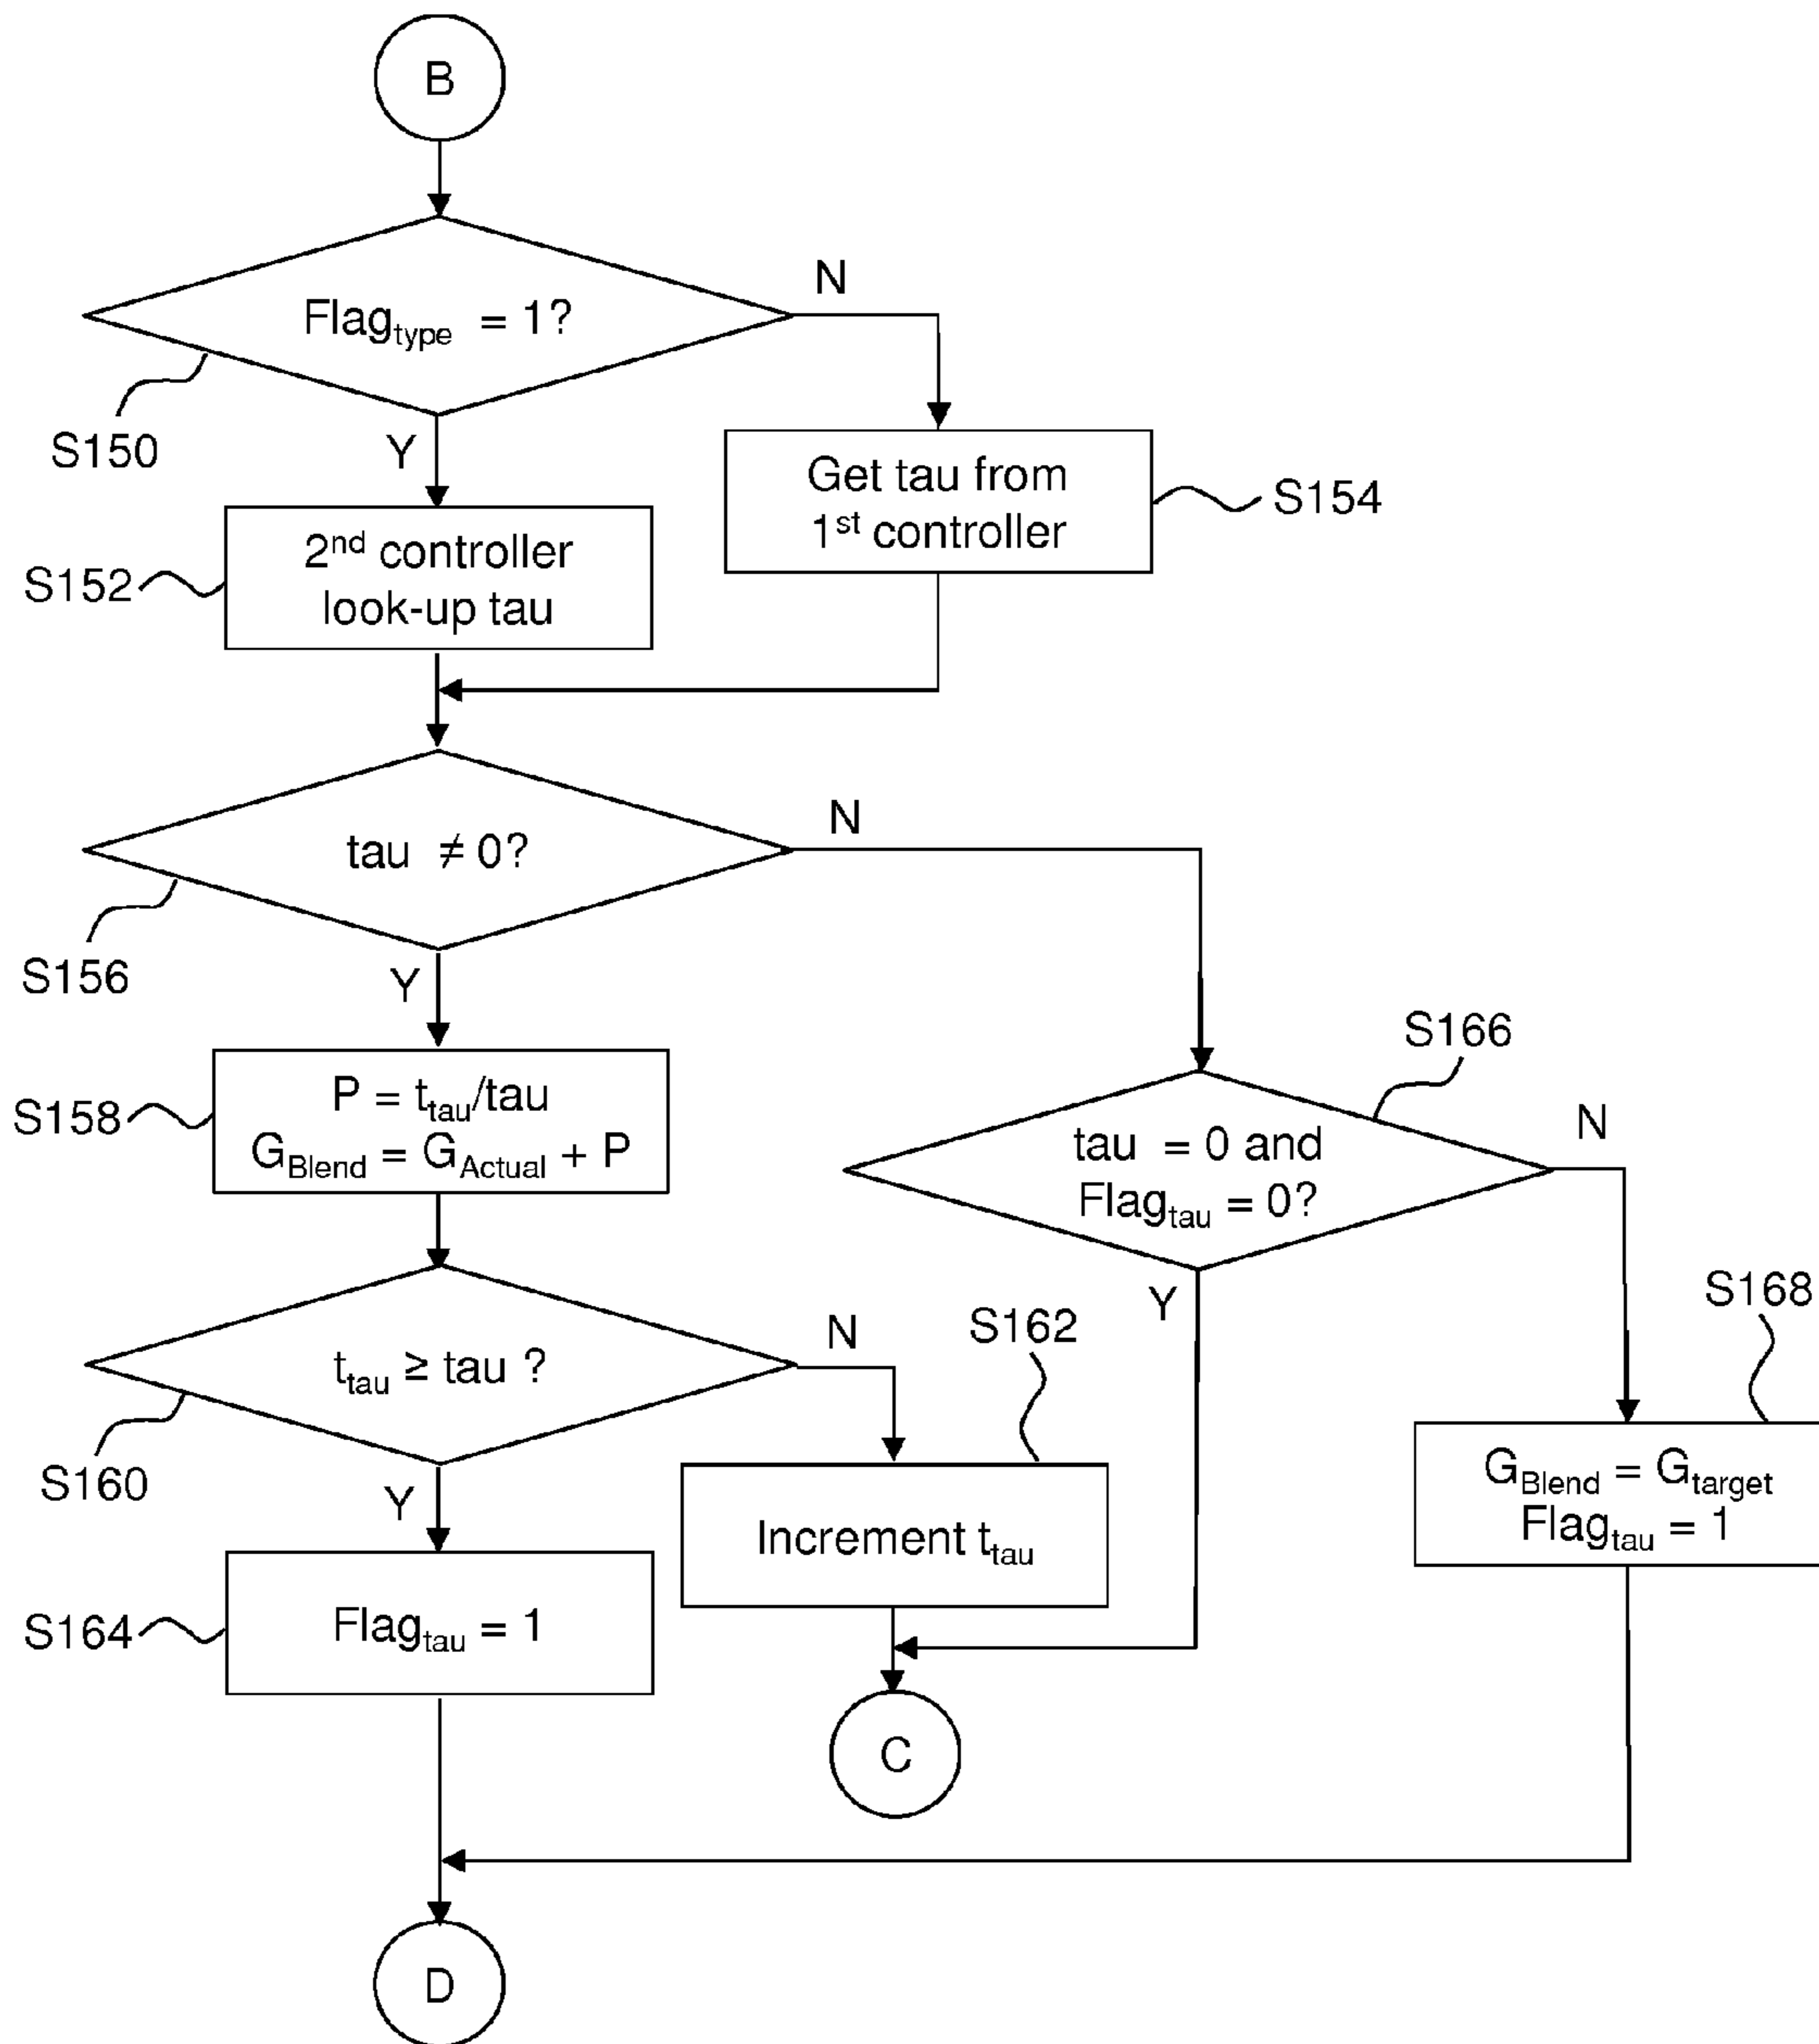 B
Flagtype = 1?
N
S150
Y
Get tau from
1st controller
S154
2nd controller
look-up tau
S152
tau ≠ 0?
N
S156
Y
S166
P = ttau/tau
GBlend = GActual + P
S158
tau = 0 and
Flagtau = 0?
N
Y
S168
ttau ≥ tau ?
N
S162
S160
Y
GBlend = Gtarget
Flagtau = 1
Increment ttau
Flagtau = 1
S164
C
D